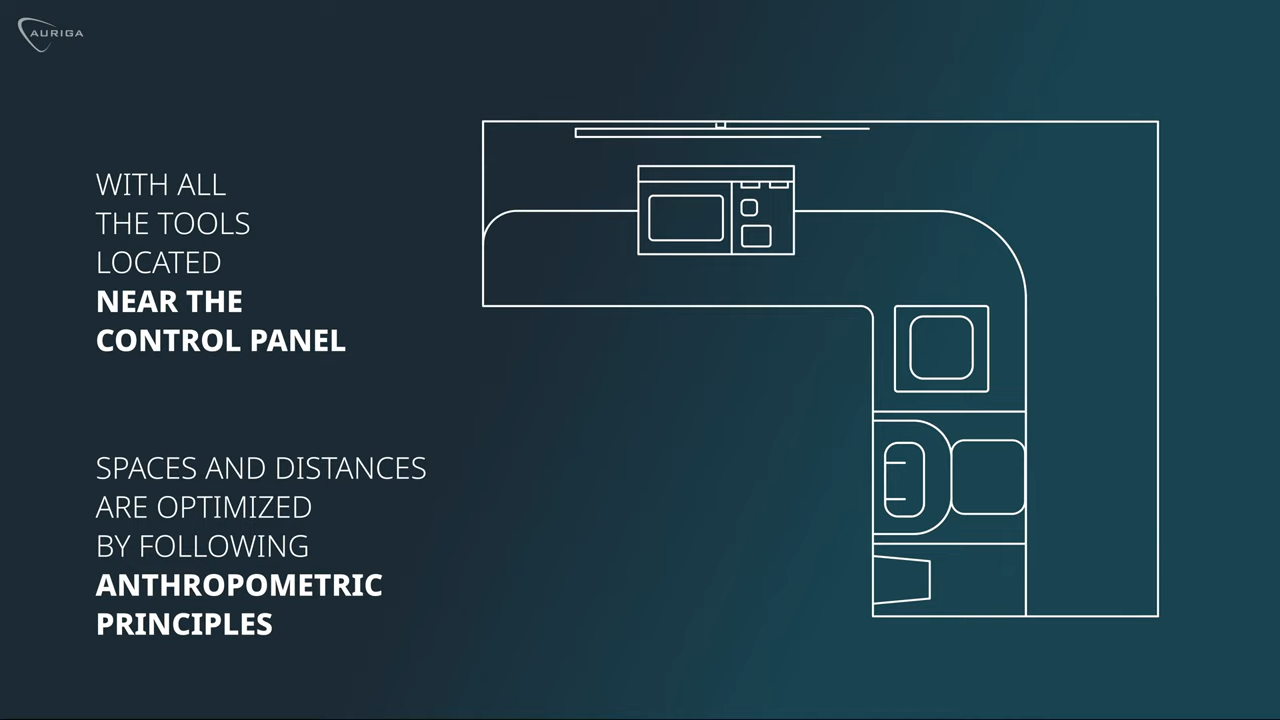 AURIGA
WITH ALL
THE TOOLS
LOCATED
NEAR THE
CONTROL PANEL
SPACES AND DISTANCES
ARE OPTIMIZED
BY FOLLOWING
ANTHROPOMETRIC
PRINCIPLES